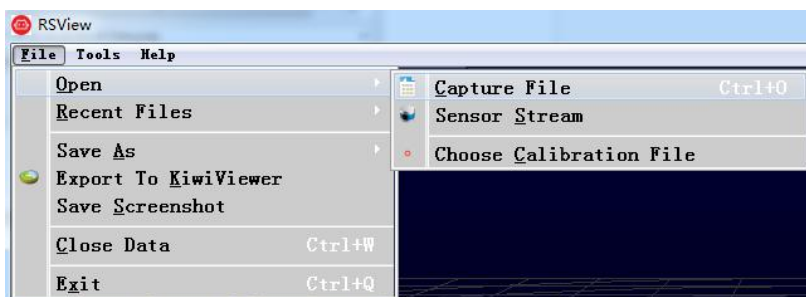 RSView
File Tools Help
Open
Recent Files
Save As
Export To KiwiViewer
Save Screenshot
Close Data Ctrl+W
Exit Ctrl+Q
Capture File Ctrl+O
Sensor Stream
Choose Calibration File